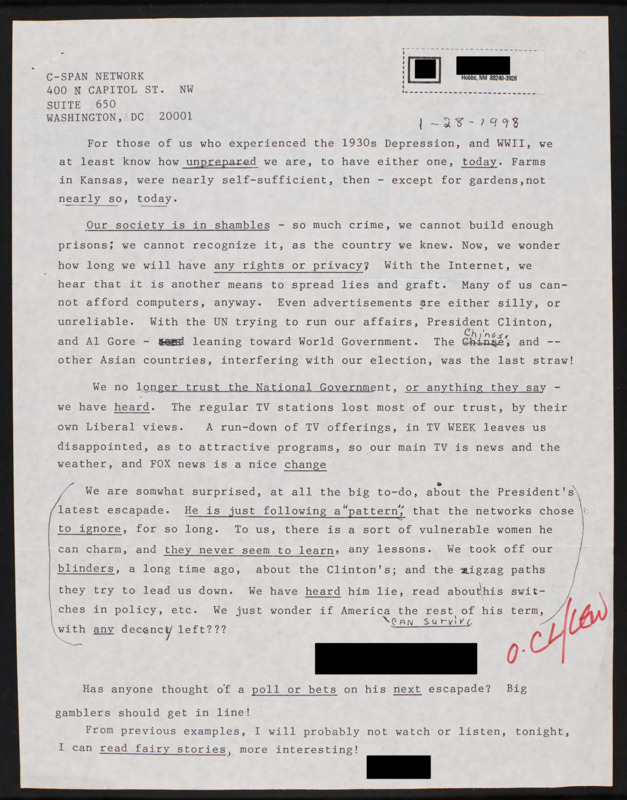 C-SPAN NETWORK
400 N CAPITOL ST.  NW
SUITE  650
WASHINGTON, DC  20001
Hobbs, NM 88240-3928
1-28-1998
For those of us who experienced the 1930s Depression, and WWII, we
at least know how unprepared we are, to have either one, today. Farms
in Kansas, were nearly self-sufficient, then - except for gardens,not
nearly so, today.
Our society is in shambles - so much crime, we cannot build enough
prisons; we cannot recognize it, as the country we knew. Now, we wonder
how long we will have any rights or privacy?  With the Internet, we
hear that it is another means to spread lies and graft.  Many of us can-
not afford computers, anyway.  Even advertisements are either silly, or
unreliable.  With the UN trying to run our affairs, President Clinton,
and Al Gore - leaning toward World Government.  The Chinse, Chinese and --
other Asian countries, interfering with our election, was the last straw!
We no longer trust the National Government, or anything they say -
we have heard.  The regular TV stations lost most of our trust, by their
own Liberal views.   A run-down of TV offerings, in TV WEEK leaves us
disappointed, as to attractive programs, so our main TV is news and the
weather, and FOX news is a nice change
We are somwhat surprised, at all the big to-do, about the President's
latest escapade.  He is just following a "pattern", that the networks chose
to ignore, for so long.  To us, there is a sort of vulnerable women he
can charm, and they never seem to learn, any lessons.  We took off our
blinders, a long time ago,  about the Clinton's; and the zigzag paths
they try to lead us down.  We have heard him lie, read about his swit-
ches in policy, etc.  We just wonder if America the rest of his term,
CAN SURVIVE
with any decency left???
O. CL/LEW
Has anyone thought of a poll or bets on his next escapade?  Big
gamblers should get in line!
From previous examples, I will probably not watch or listen, tonight,
I can read fairy stories, more interesting!